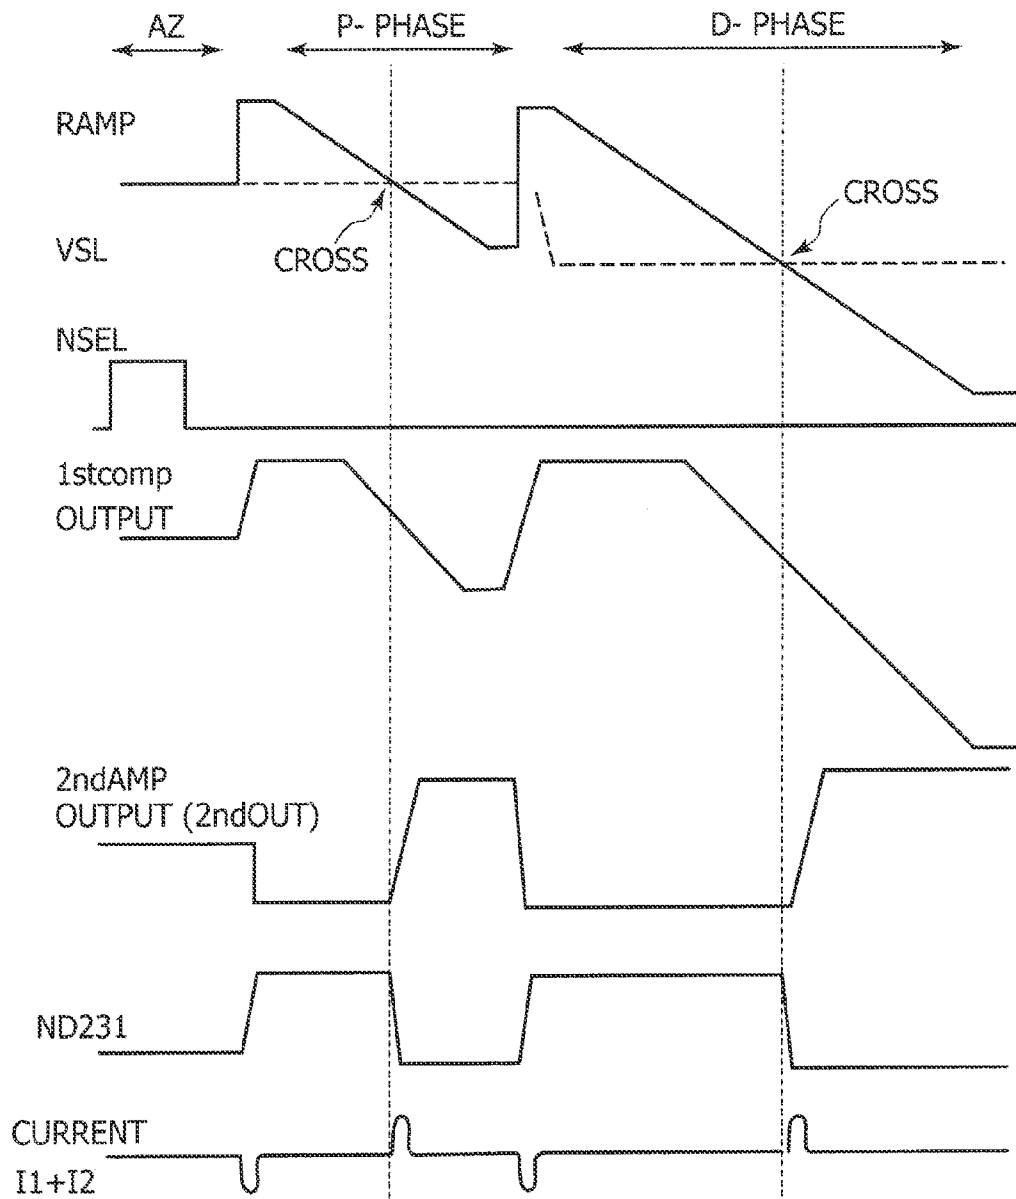 AZ
P- PHASE
D- PHASE
RAMP
CROSS
VSL
CROSS
NSEL
1stcomp
OUTPUT
2ndAMP
OUTPUT (2ndOUT)
ND231
CURRENT
I1+I2